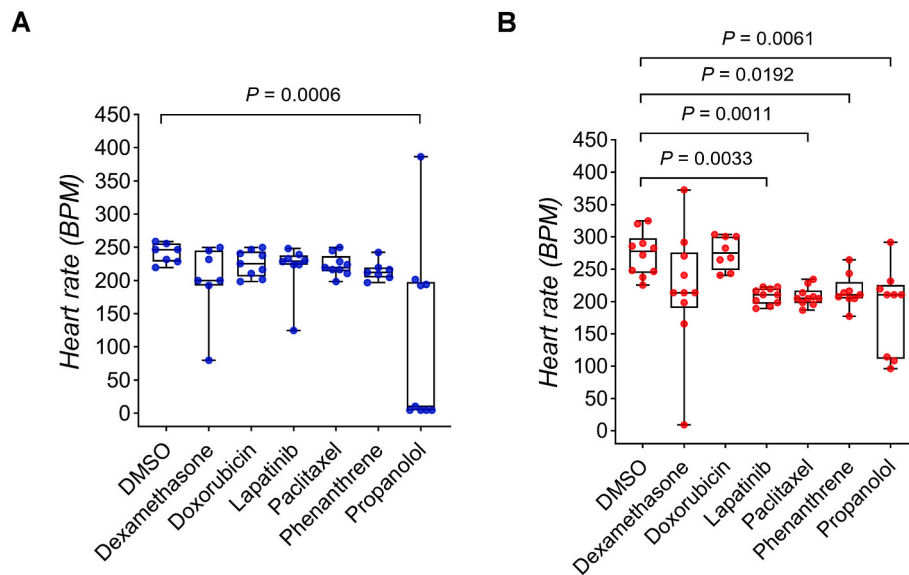 A
P = 0.0006
450
400
350
300
250
200
150
100
50
0
Heart rate (BPM)
DMSO
Dexamethasone
Doxorubicin
Lapatinib
Paclitaxel
Phenanthrene
Propanolol
B
P = 0.0061
P = 0.0192
P = 0.0011
P = 0.0033
450
400
350
300
250
200
150
100
50
0
Heart rate (BPM)
DMSO
Dexamethasone
Doxorubicin
Lapatinib
Paclitaxel
Phenanthrene
Propanolol